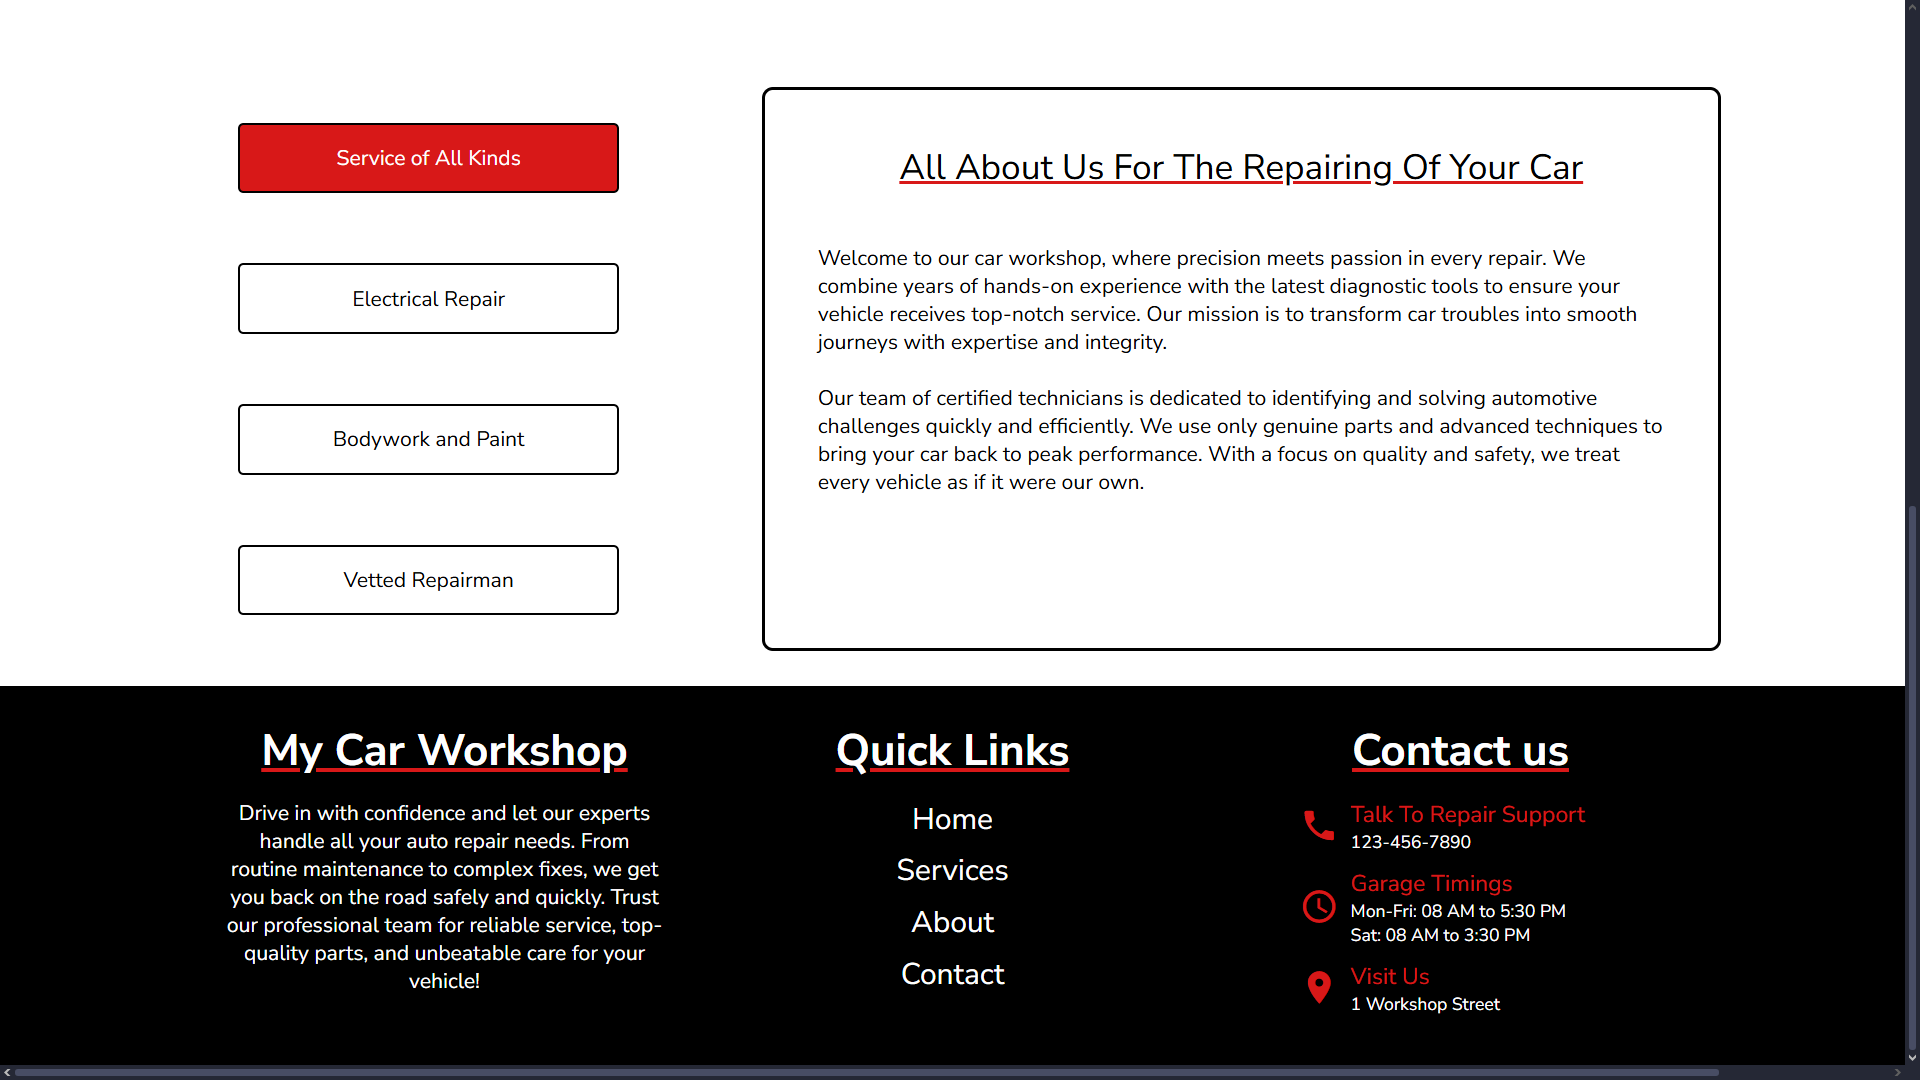 Service of All Kinds
Electrical Repair
Bodywork and Paint
Vetted Repairman
All About Us For The Repairing Of Your Car
Welcome to our car workshop, where precision meets passion in every repair. We
combine years of hands-on experience with the latest diagnostic tools to ensure your
vehicle receives top-notch service. Our mission is to transform car troubles into smooth
journeys with expertise and integrity.
Our team of certified technicians is dedicated to identifying and solving automotive
challenges quickly and efficiently. We use only genuine parts and advanced techniques to
bring your car back to peak performance. With a focus on quality and safety, we treat
every vehicle as if it were our own.
My Car Workshop
Drive in with confidence and let our experts
handle all your auto repair needs. From
routine maintenance to complex fixes, we get
you back on the road safely and quickly. Trust
our professional team for reliable service, top-
quality parts, and unbeatable care for your
vehicle!
Quick Links
Home
Services
About
Contact
Contact us
Talk To Repair Support
123-456-7890
Garage Timings
Mon-Fri: 08 AM to 5:30 PM
Sat: 08 AM to 3:30 PM
Visit Us
1 Workshop Street